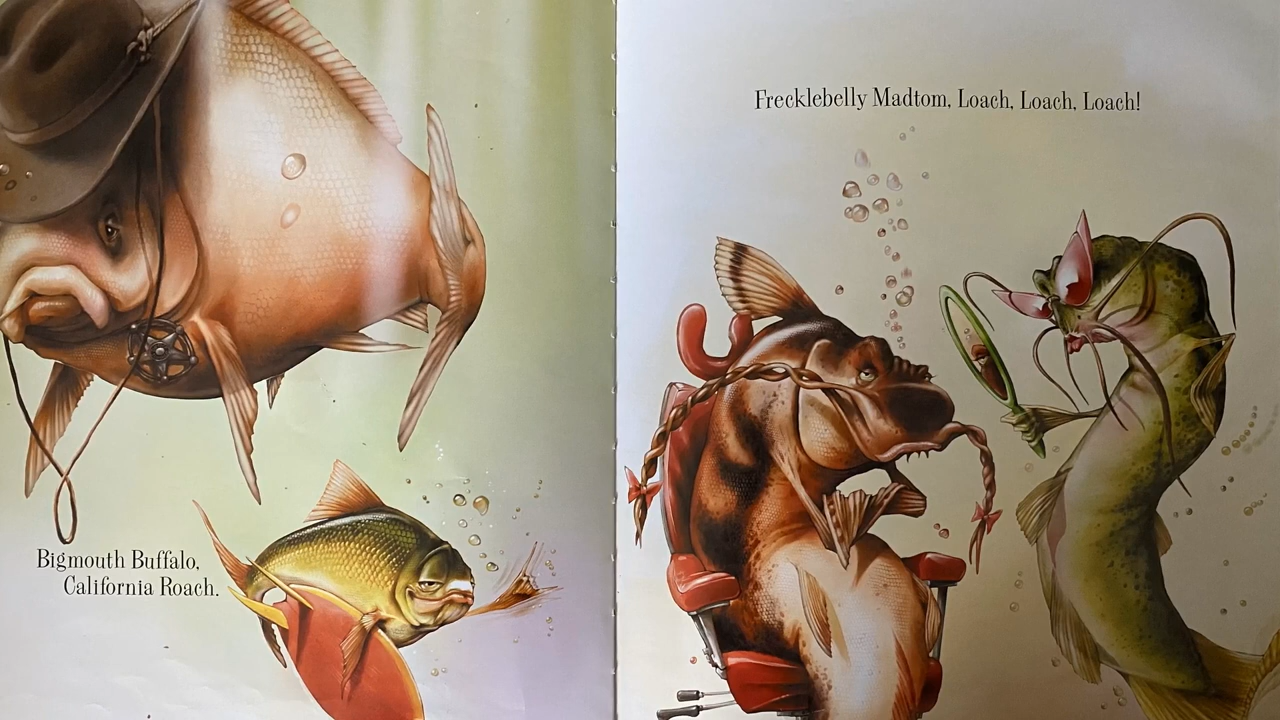 Bigmouth Buffalo,
California Roach.
Frecklebelly Madtom, Loach, Loach, Loach!